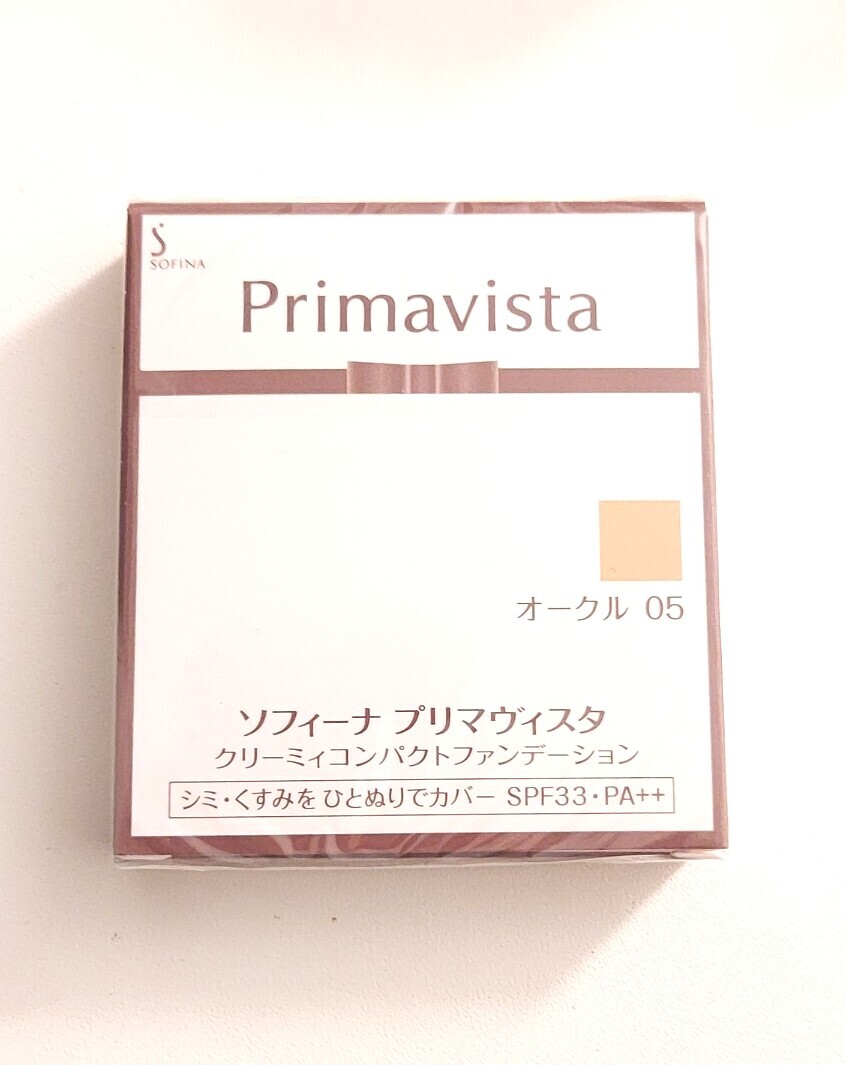 SOFINA
Primavista
オークル 05
ソフィーナ プリマヴィスタ
クリーミィコンパクトファンデーション
シミ・くすみを ひとぬりでカバー SPF33・PA++